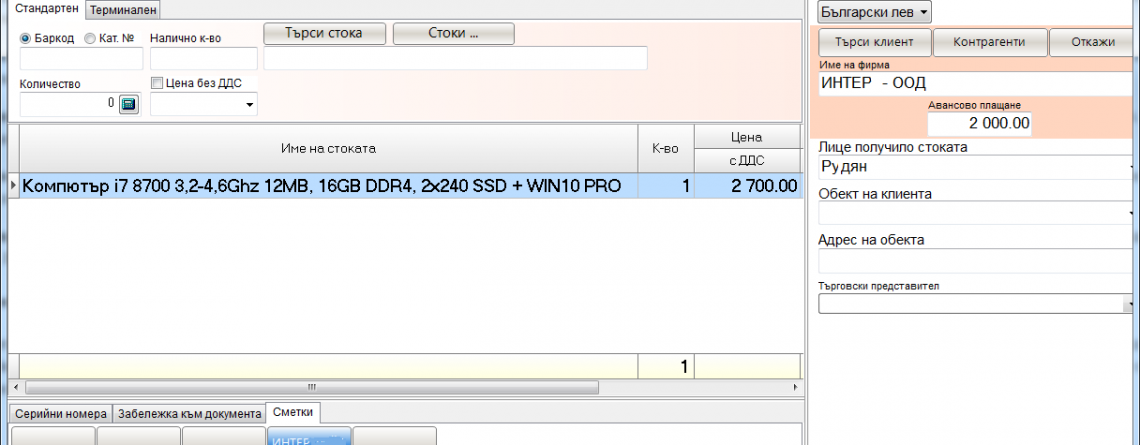 Стандартен Терминален
Баркод Кат. № Налично к-во Търси стока Стоки ...
Количество Цена без ДДС
0
Име на стоката К-во Цена
с ДДС
Компютър i7 8700 3,2-4,6Ghz 12MB, 16GB DDR4, 2x240 SSD + WIN10 PRO 1 2 700.00
1
Серийни номера Забележка към документа Сметки
ИНТЕР
Български лев
Търси клиент Контрагенти Откажи
Име на фирма
ИНТЕР - ООД
Авансово плащане
2 000.00
Лице получило стоката
Рудян
Обект на клиента
Адрес на обекта
Търговски представител